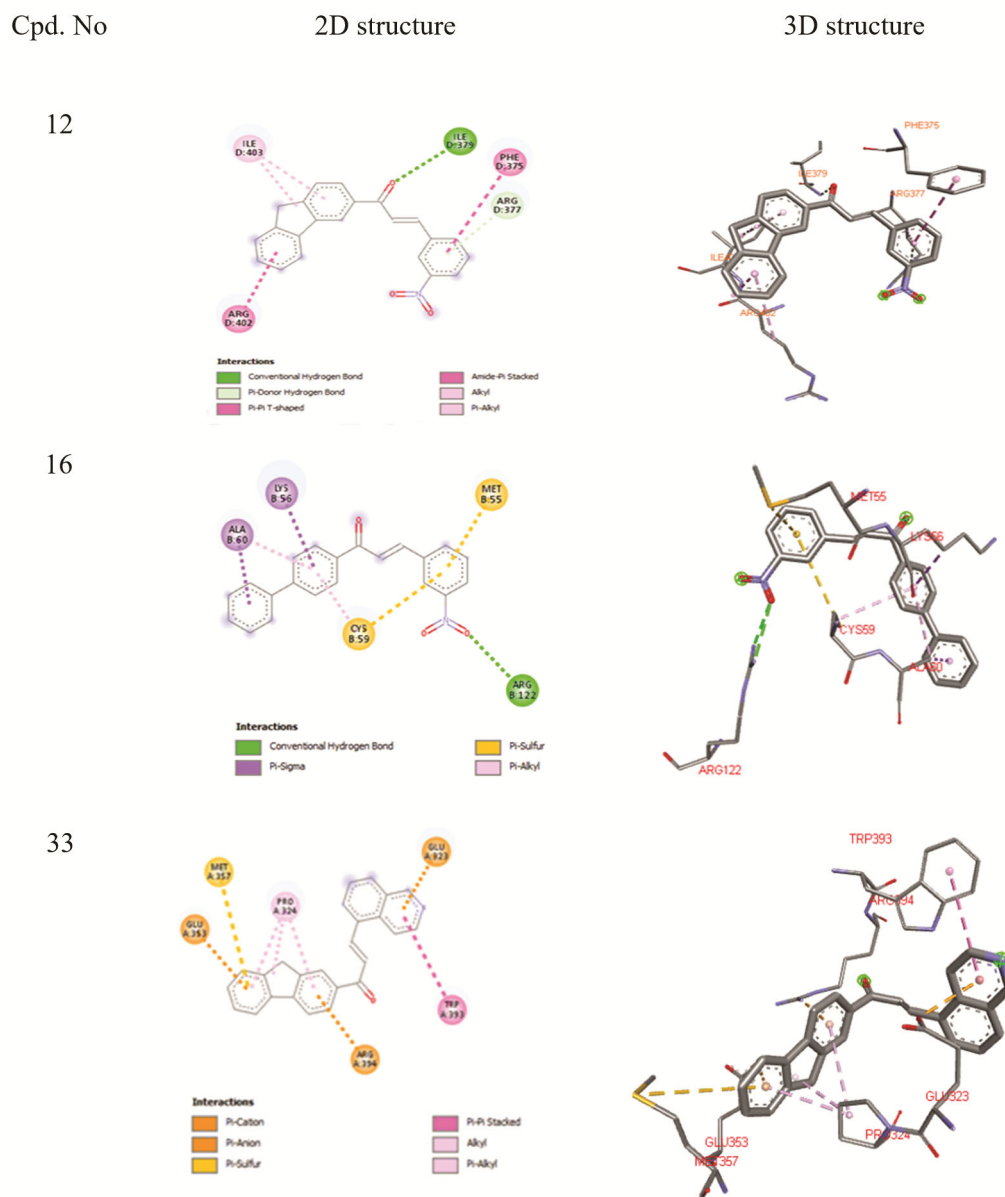 Cpd. No 2D structure 3D structure
12
ILE
D:403
ILE
D:379
PHE
D:375
ARG
D:377
ARG
D:402
O
N
O
O
Interactions
Conventional Hydrogen Bond
Pi-Donor Hydrogen Bond
Pi-Pi T-shaped
Amide-Pi Stacked
Alkyl
Pi-Alkyl
PHE375
ARG377
16
LYS
B:56
MET
B:55
ALA
B:60
CYS
B:59
ARG
B:122
O
N
O
O
Interactions
Conventional Hydrogen Bond
Pi-Sigma
Pi-Sulfur
Pi-Alkyl
MET55
LYS56
CYS59
ALA60
ARG122
33
GLU
A:323
MET
A:357
PRO
A:324
GLU
A:353
TRP
A:393
ARG
A:394
N
O
Interactions
Pi-Cation
Pi-Anion
Pi-Sulfur
Pi-Pi Stacked
Alkyl
Pi-Alkyl
TRP393
ARG394
GLU323
PRO324
GLU353
MET357